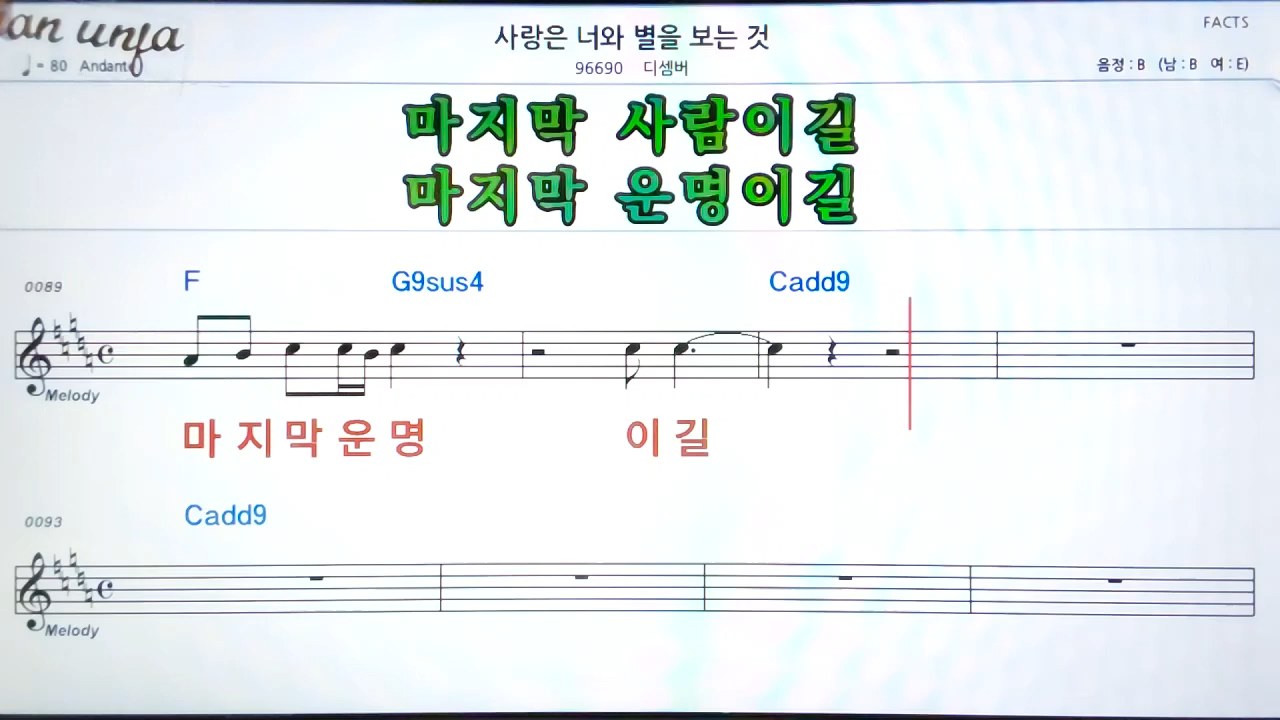 사랑은 너와 별을 보는 것
FACTS
96690 디셈버
♩= 80 Andante
음정 : B (남 : B 여 : E)
마지막 사람이길
마지막 운명이길
0089 F G9sus4 Cadd9
Melody
마 지 막 운 명 이 길
0093 Cadd9
Melody